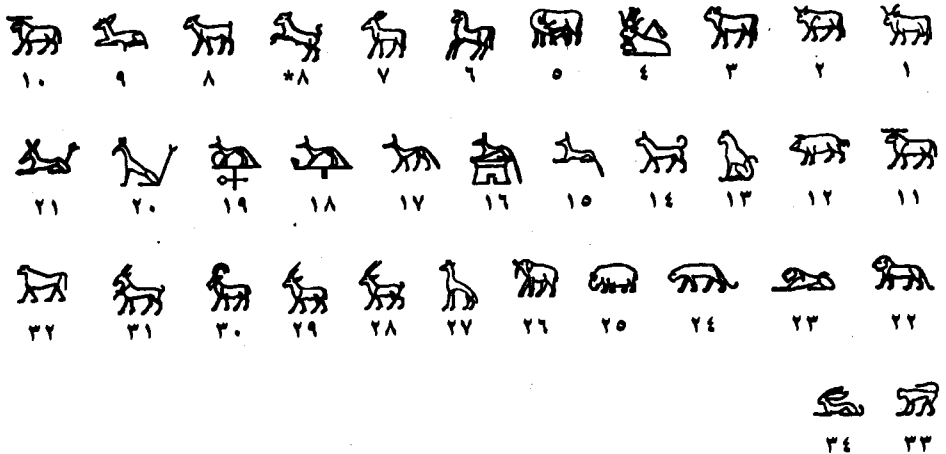 ١ ٢ ٣ ٤ ٥ ٦ ٧ ٨* ٨ ٩ ١٠
١١ ١٢ ١٣ ١٤ ١٥ ١٦ ١٧ ١٨ ١٩ ٢٠ ٢١
٢٢ ٢٣ ٢٤ ٢٥ ٢٦ ٢٧ ٢٨ ٢٩ ٣٠ ٣١ ٣٢
٣٣ ٣٤